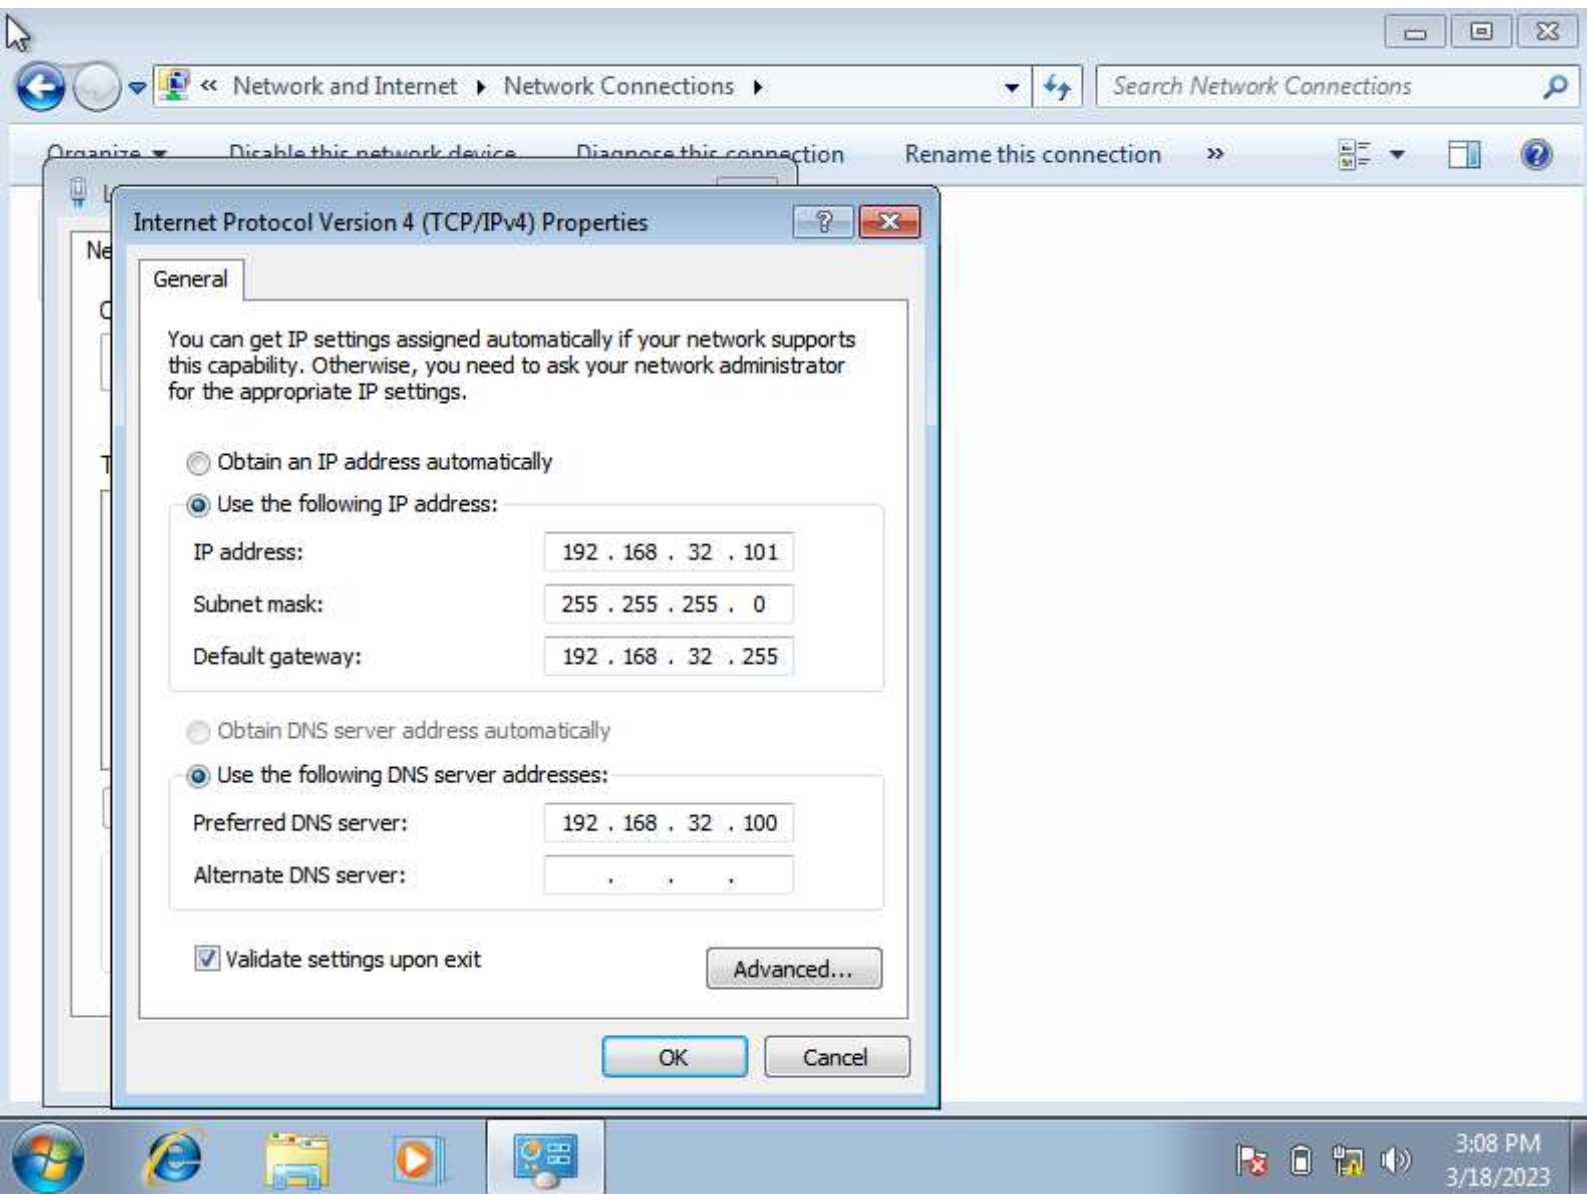 « Network and Internet ▸ Network Connections ▸
Search Network Connections
Organize Disable this network device Diagnose this connection Rename this connection »
Internet Protocol Version 4 (TCP/IPv4) Properties
General
You can get IP settings assigned automatically if your network supports
this capability. Otherwise, you need to ask your network administrator
for the appropriate IP settings.
Obtain an IP address automatically
Use the following IP address:
IP address: 192 . 168 . 32 . 101
Subnet mask: 255 . 255 . 255 . 0
Default gateway: 192 . 168 . 32 . 255
Obtain DNS server address automatically
Use the following DNS server addresses:
Preferred DNS server: 192 . 168 . 32 . 100
Alternate DNS server: . . .
Validate settings upon exit
Advanced...
OK Cancel
3:08 PM
3/18/2023